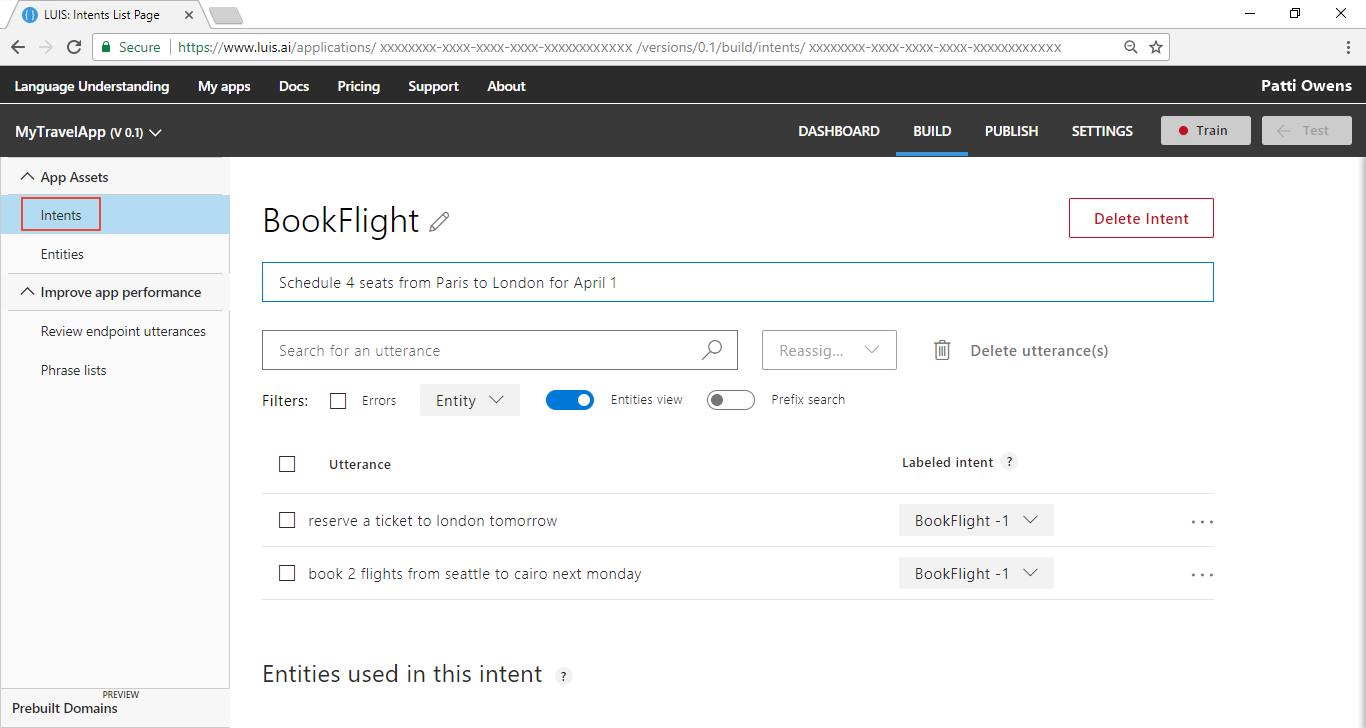 LUIS: Intents List Page
Secure https://www.luis.ai/applications/ xxxxxxxx-xxxx-xxxx-xxxx-xxxxxxxxxxxx /versions/0.1/build/intents/ xxxxxxxx-xxxx-xxxx-xxxx-xxxxxxxxxxxx
Language Understanding My apps Docs Pricing Support About Patti Owens
MyTravelApp (V 0.1) DASHBOARD BUILD PUBLISH SETTINGS Train Test
App Assets
Intents
Entities
Improve app performance
Review endpoint utterances
Phrase lists
PREVIEW
Prebuilt Domains
BookFlight Delete Intent
Schedule 4 seats from Paris to London for April 1
Search for an utterance Reassig... Delete utterance(s)
Filters: Errors Entity Entities view Prefix search
Utterance Labeled intent ?
reserve a ticket to london tomorrow BookFlight -1 ...
book 2 flights from seattle to cairo next monday BookFlight -1 ...
Entities used in this intent ?